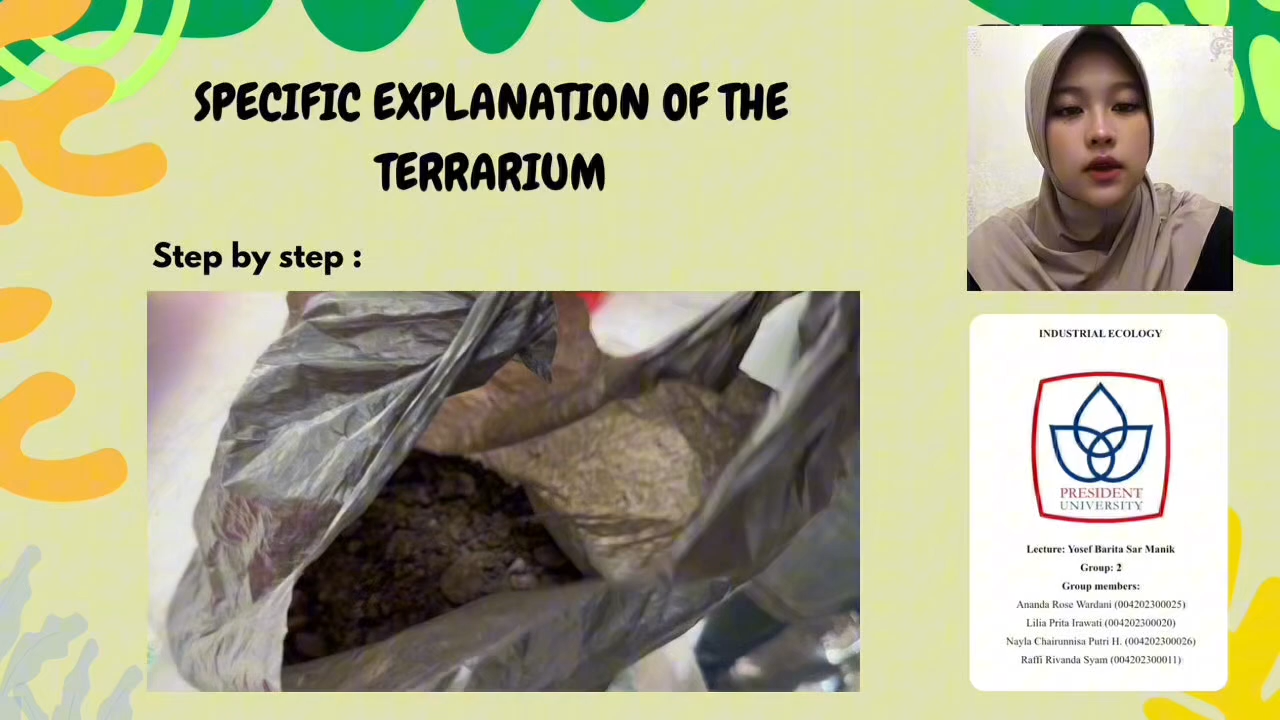 SPECIFIC EXPLANATION OF THE
TERRARIUM
Step by step :
INDUSTRIAL ECOLOGY
PRESIDENT
UNIVERSITY
Lecture: Yosef Barita Sar Manik
Group: 2
Group members:
Ananda Rose Wardani (004202300025)
Lilia Prita Irawati (004202300020)
Nayla Chairunnisa Putri H. (004202300026)
Raffi Rivanda Syam (004202300011)